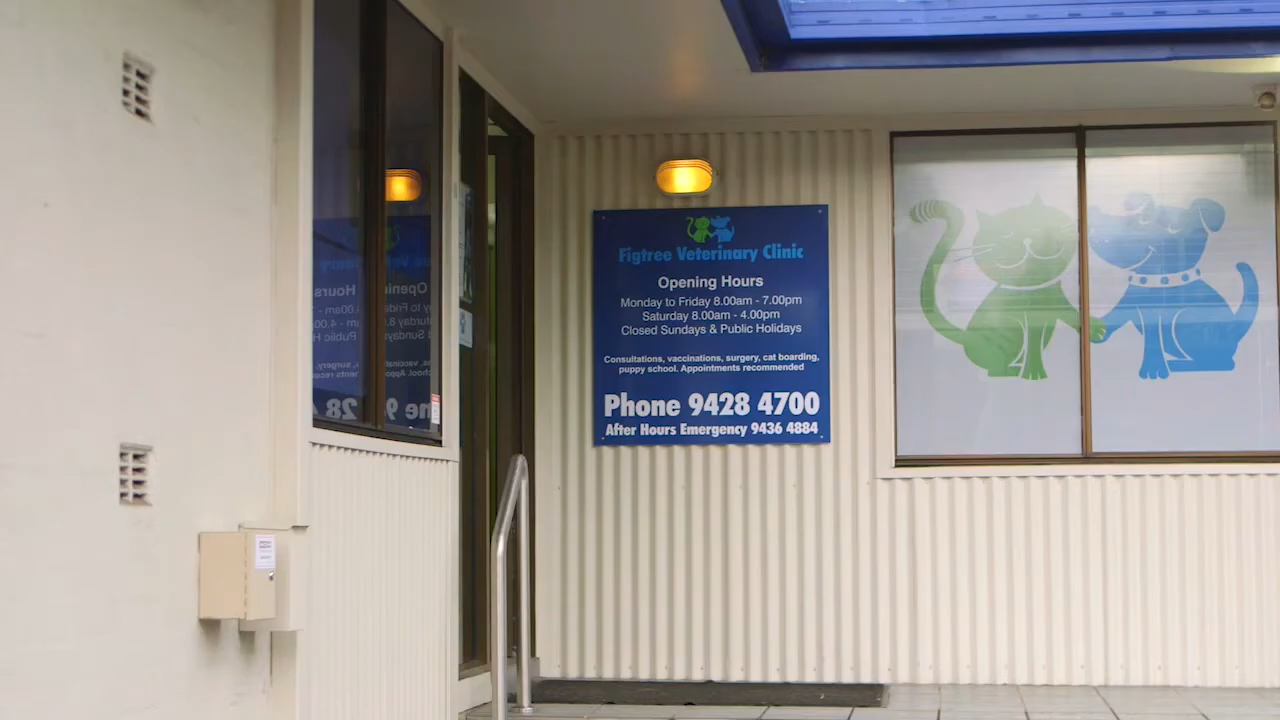 Figtree Veterinary Clinic
Opening Hours
Monday to Friday 8.00am - 7.00pm
Saturday 8.00am - 4.00pm
Closed Sundays & Public Holidays
Consultations, vaccinations, surgery, cat boarding,
puppy school. Appointments recommended
Phone 9428 4700
After Hours Emergency 9436 4884